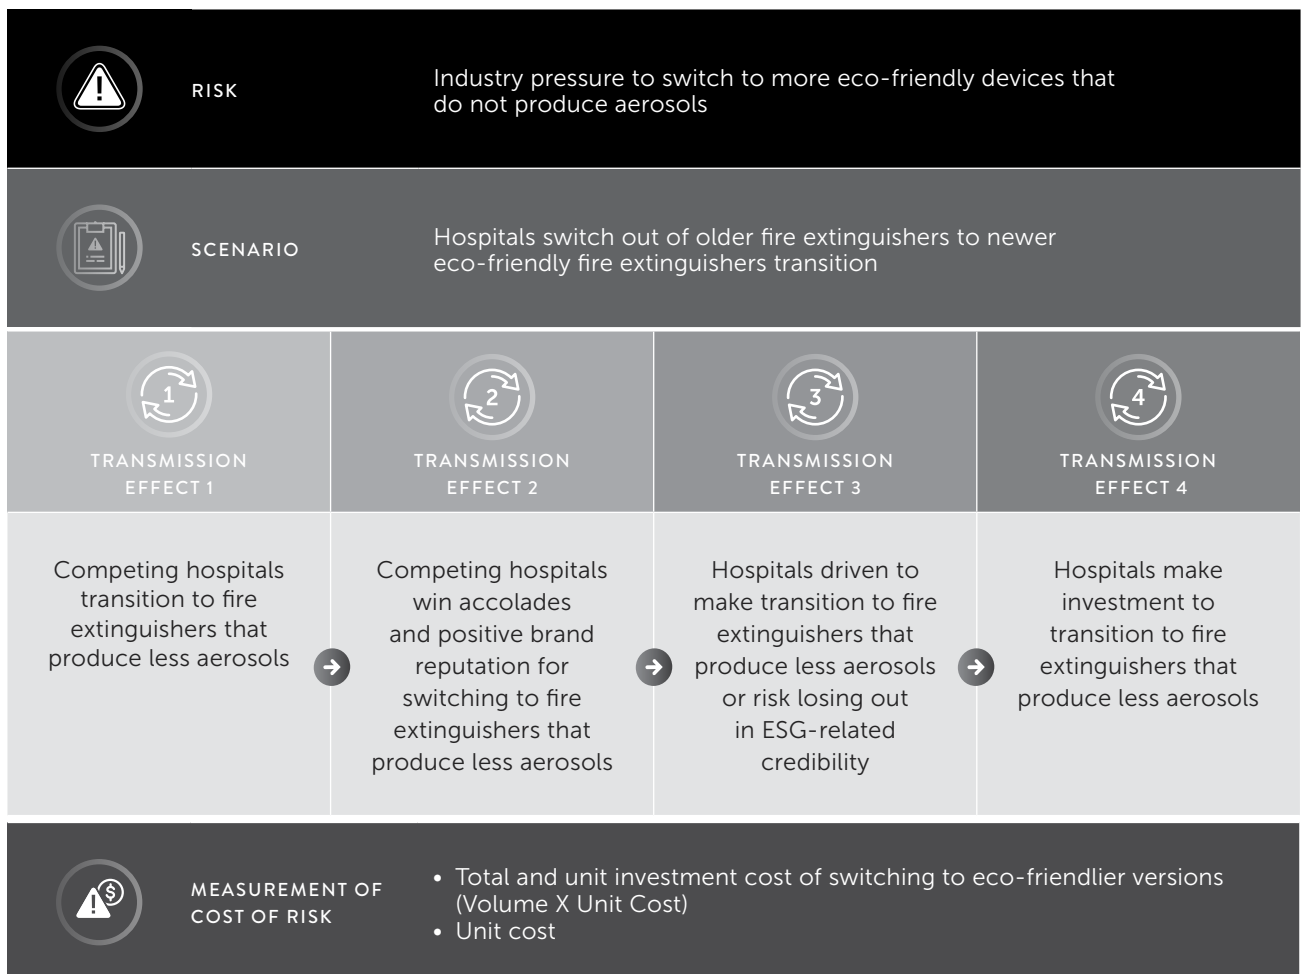 RISK
Industry pressure to switch to more eco-friendly devices that
do not produce aerosols
SCENARIO
Hospitals switch out of older fire extinguishers to newer
eco-friendly fire extinguishers transition
1
TRANSMISSION
EFFECT 1
2
TRANSMISSION
EFFECT 2
3
TRANSMISSION
EFFECT 3
4
TRANSMISSION
EFFECT 4
Competing hospitals
transition to fire
extinguishers that
produce less aerosols
Competing hospitals
win accolades
and positive brand
reputation for
switching to fire
extinguishers that
produce less aerosols
Hospitals driven to
make transition to fire
extinguishers that
produce less aerosols
or risk losing out
in ESG-related
credibility
Hospitals make
investment to
transition to fire
extinguishers that
produce less aerosols
MEASUREMENT OF
COST OF RISK
• Total and unit investment cost of switching to eco-friendlier versions
(Volume X Unit Cost)
• Unit cost